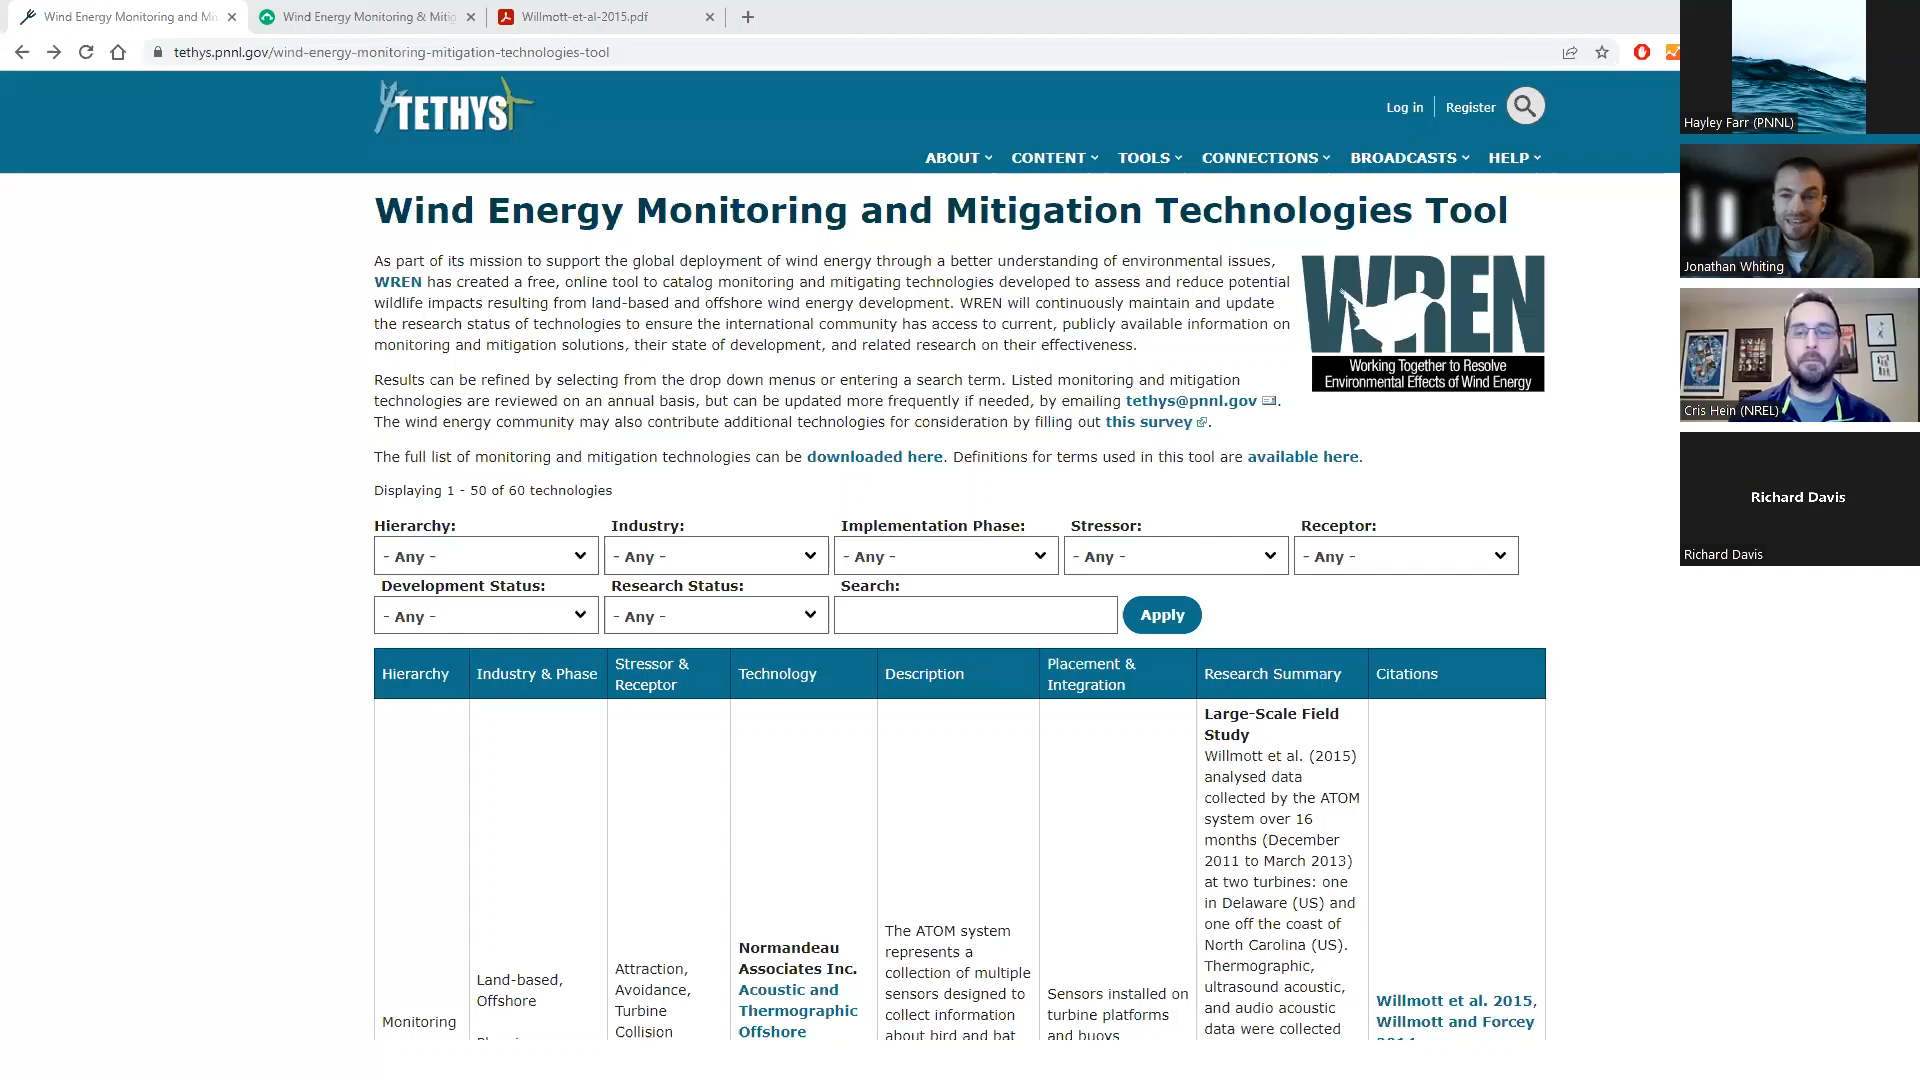 Wind Energy Monitoring and Mi
Wind Energy Monitoring & Mitig
Willmott-et-al-2015.pdf
tethys.pnnl.gov/wind-energy-monitoring-mitigation-technologies-tool
TETHYS
Log in
Register
ABOUT
CONTENT
TOOLS
CONNECTIONS
BROADCASTS
HELP
Wind Energy Monitoring and Mitigation Technologies Tool
As part of its mission to support the global deployment of wind energy through a better understanding of environmental issues,
WREN has created a free, online tool to catalog monitoring and mitigating technologies developed to assess and reduce potential
wildlife impacts resulting from land-based and offshore wind energy development. WREN will continuously maintain and update
the research status of technologies to ensure the international community has access to current, publicly available information on
monitoring and mitigation solutions, their state of development, and related research on their effectiveness.
WREN
Working Together to Resolve
Environmental Effects of Wind Energy
Results can be refined by selecting from the drop down menus or entering a search term. Listed monitoring and mitigation
technologies are reviewed on an annual basis, but can be updated more frequently if needed, by emailing tethys@pnnl.gov.
The wind energy community may also contribute additional technologies for consideration by filling out this survey.
The full list of monitoring and mitigation technologies can be downloaded here. Definitions for terms used in this tool are available here.
Displaying 1 - 50 of 60 technologies
Hierarchy:
- Any -
Industry:
- Any -
Implementation Phase:
- Any -
Stressor:
- Any -
Receptor:
- Any -
Development Status:
- Any -
Research Status:
- Any -
Search:
Apply
Hierarchy
Industry & Phase
Stressor &
Receptor
Technology
Description
Placement &
Integration
Research Summary
Citations
Monitoring
Land-based,
Offshore
Attraction,
Avoidance,
Turbine
Collision
Normandeau
Associates Inc.
Acoustic and
Thermographic
Offshore
The ATOM system
represents a
collection of multiple
sensors designed to
collect information
about bird and bat
Sensors installed on
turbine platforms
and buoys
Large-Scale Field
Study
Willmott et al. (2015)
analysed data
collected by the ATOM
system over 16
months (December
2011 to March 2013)
at two turbines: one
in Delaware (US) and
one off the coast of
North Carolina (US).
Thermographic,
ultrasound acoustic,
and audio acoustic
data were collected
Willmott et al. 2015,
Willmott and Forcey
Hayley Farr (PNNL)
Jonathan Whiting
Cris Hein (NREL)
Richard Davis
Richard Davis